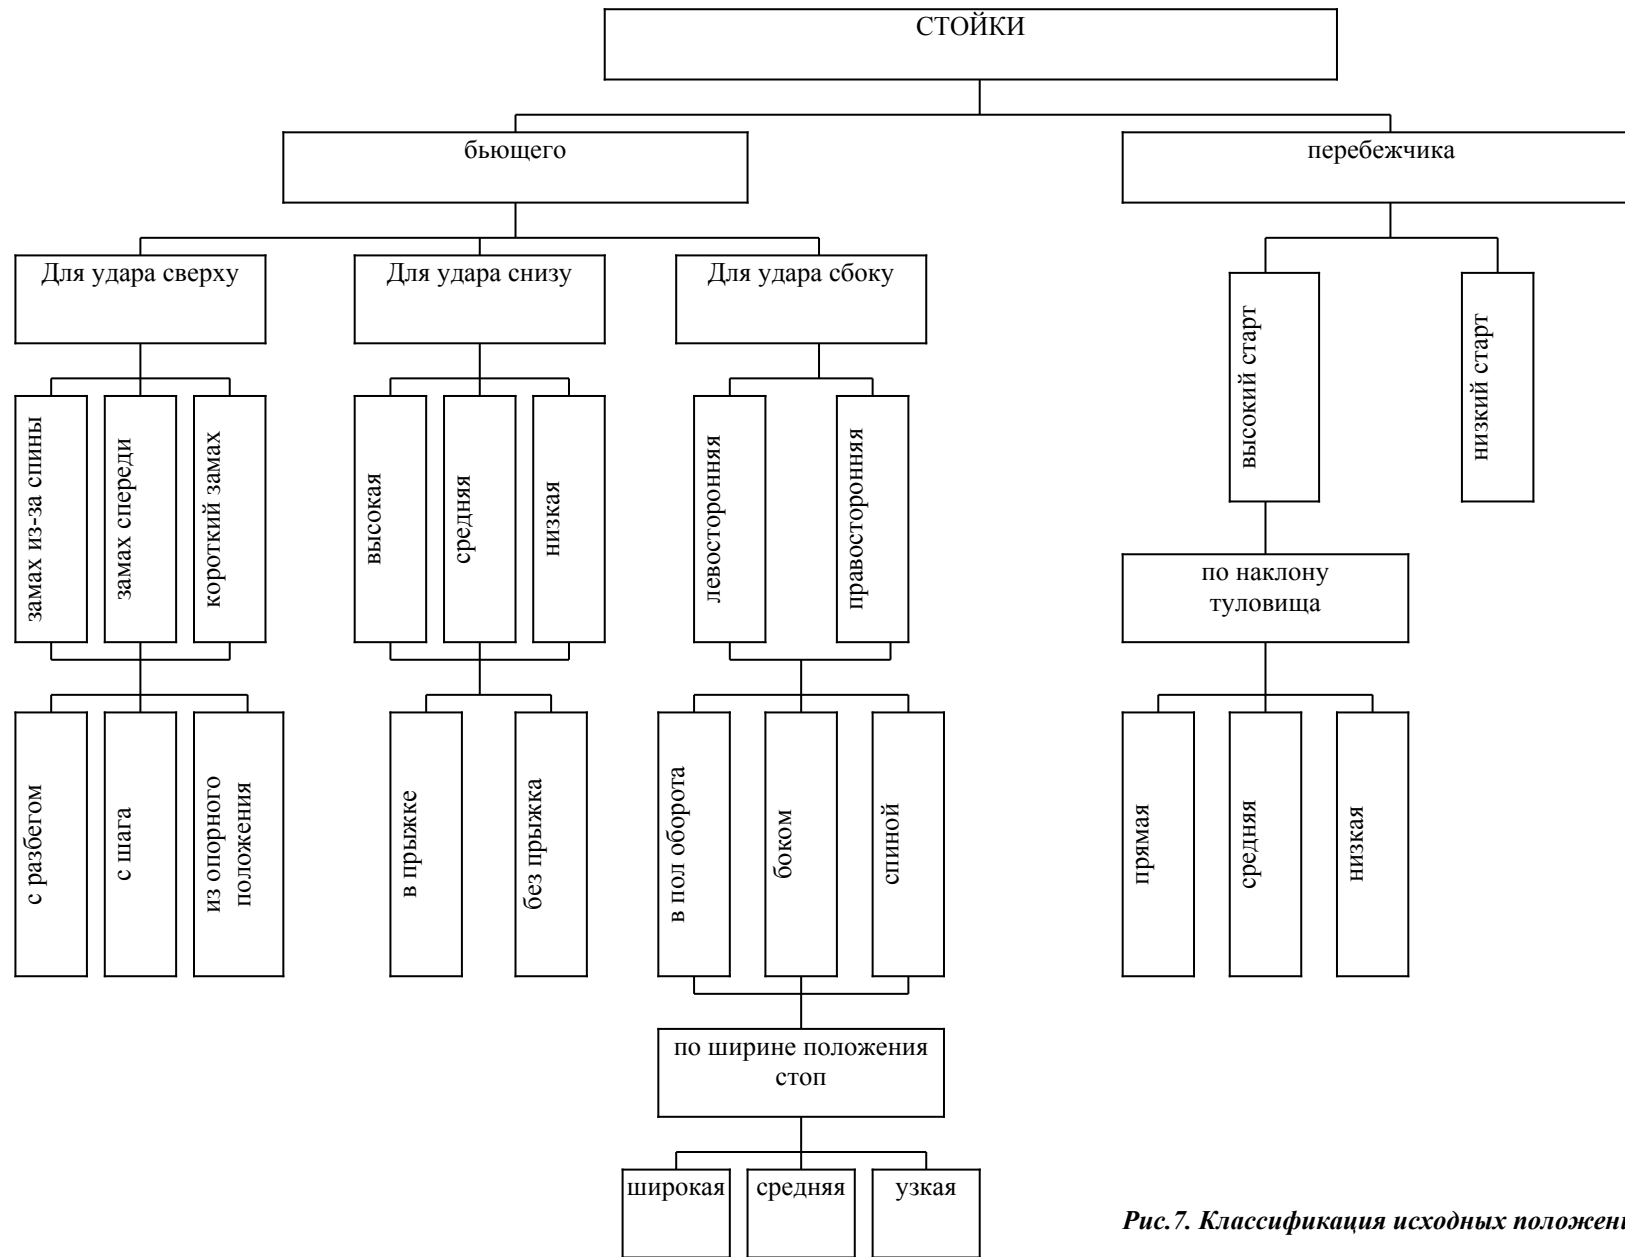 СТОЙКИ
бьющего
перебежчика
Для удара сверху
Для удара снизу
Для удара сбоку
высокий старт
низкий старт
замах из-за спины
замах спереди
короткий замах
высокая
средняя
низкая
левосторонняя
правосторонняя
по наклону
туловища
с разбегом
с шага
из опорного
положения
в прыжке
без прыжка
в пол оборота
боком
спиной
прямая
средняя
низкая
по ширине положения
стоп
широкая
средняя
узкая
Рис.7. Классификация исходных положен